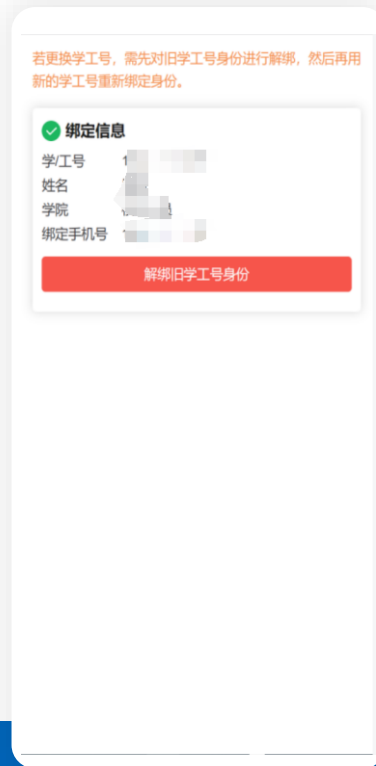 若更换学工号，需先对旧学工号身份进行解绑，然后再用
新的学工号重新绑定身份。
绑定信息
学/工号
姓名
学院
绑定手机号
解绑旧学工号身份